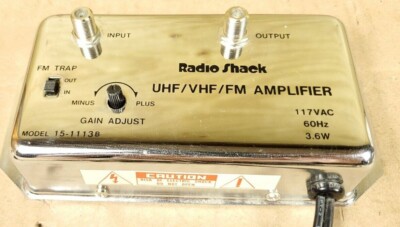 INPUT
OUTPUT
Radio Shack
FM TRAP
OUT
IN
UHF/VHF/FM AMPLIFIER
MINUS
PLUS
GAIN ADJUST
117VAC
60Hz
3.6W
MODEL 15-1113B
CAUTION